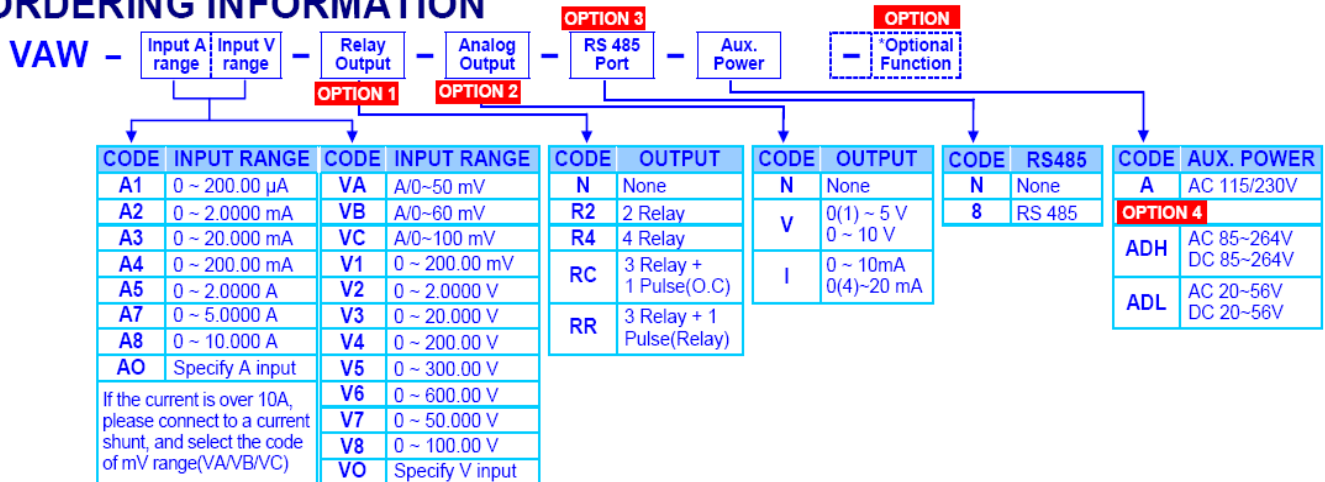 ORDERING INFORMATION
OPTION 3
OPTION
VAW – Input A range Input V range – Relay Output – Analog Output – RS 485 Port – Aux. Power – *Optional Function
OPTION 1
OPTION 2
CODE INPUT RANGE
A1 0 ~ 200.00 µA
A2 0 ~ 2.0000 mA
A3 0 ~ 20.000 mA
A4 0 ~ 200.00 mA
A5 0 ~ 2.0000 A
A7 0 ~ 5.0000 A
A8 0 ~ 10.000 A
AO Specify A input
If the current is over 10A,
please connect to a current
shunt, and select the code
of mV range(VA/VB/VC)
CODE INPUT RANGE
VA A/0~50 mV
VB A/0~60 mV
VC A/0~100 mV
V1 0 ~ 200.00 mV
V2 0 ~ 2.0000 V
V3 0 ~ 20.000 V
V4 0 ~ 200.00 V
V5 0 ~ 300.00 V
V6 0 ~ 600.00 V
V7 0 ~ 50.000 V
V8 0 ~ 100.00 V
VO Specify V input
CODE OUTPUT
N None
R2 2 Relay
R4 4 Relay
RC 3 Relay +
1 Pulse(O.C)
RR 3 Relay + 1
Pulse(Relay)
CODE OUTPUT
N None
V 0(1) ~ 5 V
0 ~ 10 V
I 0 ~ 10mA
0(4)~20 mA
CODE RS485
N None
8 RS 485
CODE AUX. POWER
A AC 115/230V
OPTION 4
ADH AC 85~264V
DC 85~264V
ADL AC 20~56V
DC 20~56V